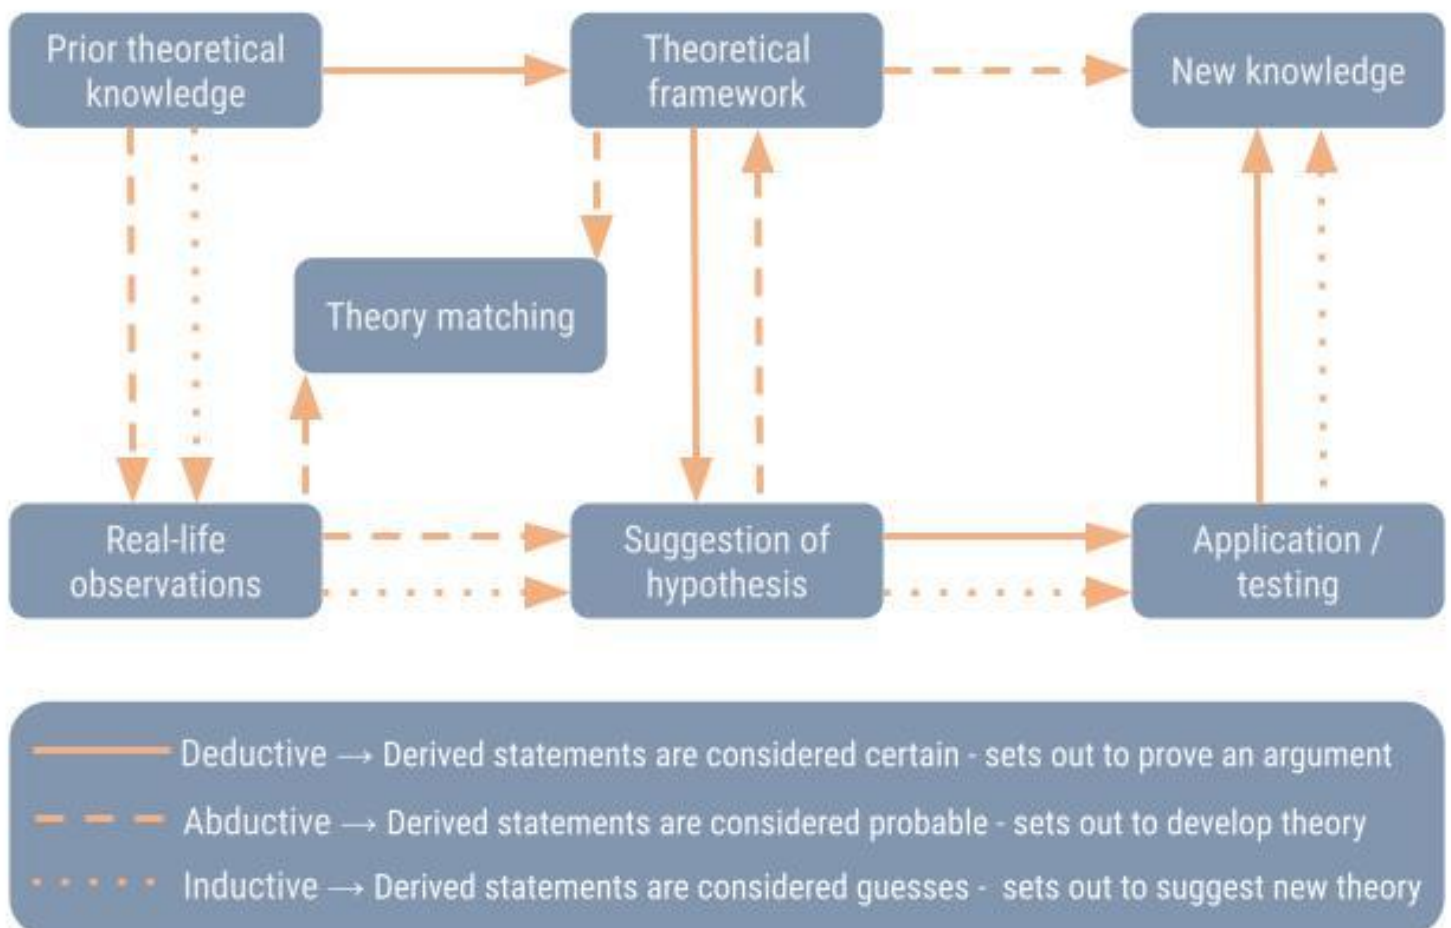 Prior theoretical
knowledge
Theoretical
framework
New knowledge
Theory matching
Real-life
observations
Suggestion of
hypothesis
Application /
testing
Deductive → Derived statements are considered certain - sets out to prove an argument
Abductive → Derived statements are considered probable - sets out to develop theory
Inductive → Derived statements are considered guesses - sets out to suggest new theory